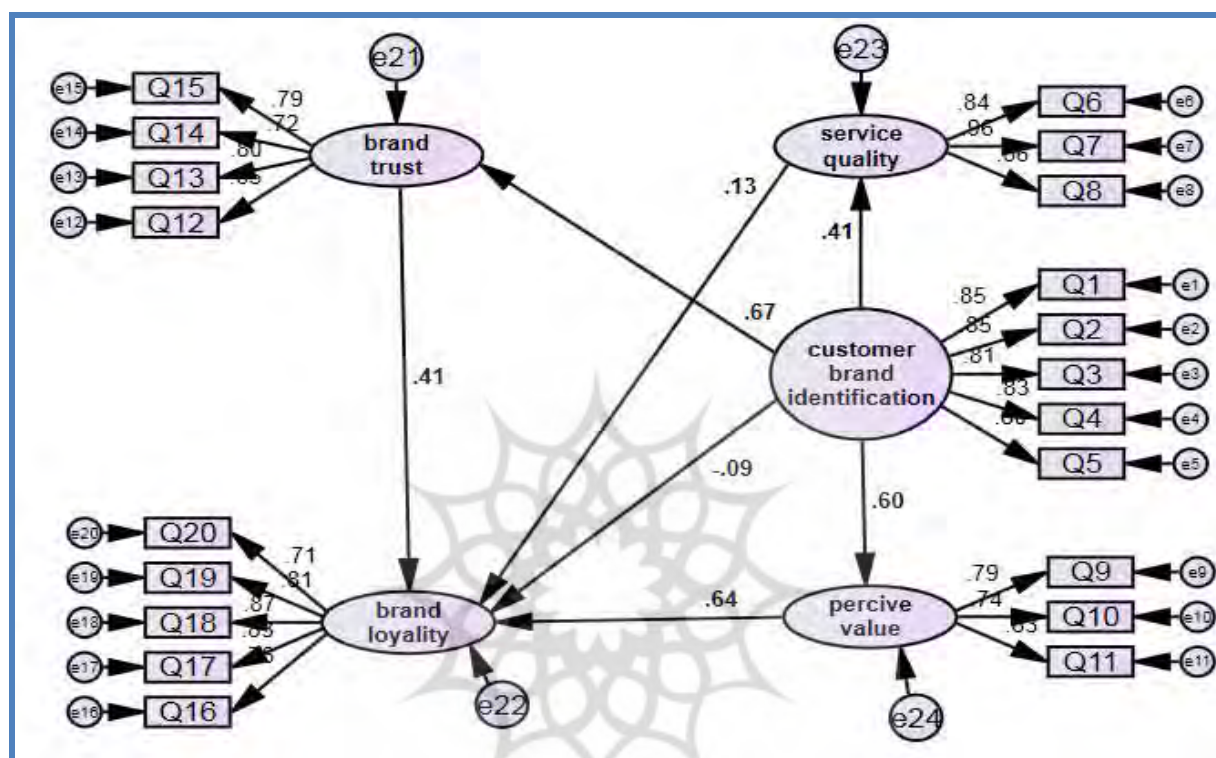 e21
e23
e15
Q15
.79
e14
Q14
.72
e13
Q13
.80
e12
Q12
brand
trust
service
quality
.84
Q6
e6
.96
Q7
e7
Q8
e8
.13
.41
.67
.85
Q1
e1
.85
Q2
e2
.81
Q3
e3
.83
Q4
e4
Q5
e5
customer
brand
identification
.41
-.09
.60
e20
Q20
.71
e19
Q19
.81
e18
Q18
.87
e17
Q17
e16
Q16
brand
loyality
.64
percive
value
.79
Q9
e9
.74
Q10
e10
Q11
e11
e22
e24